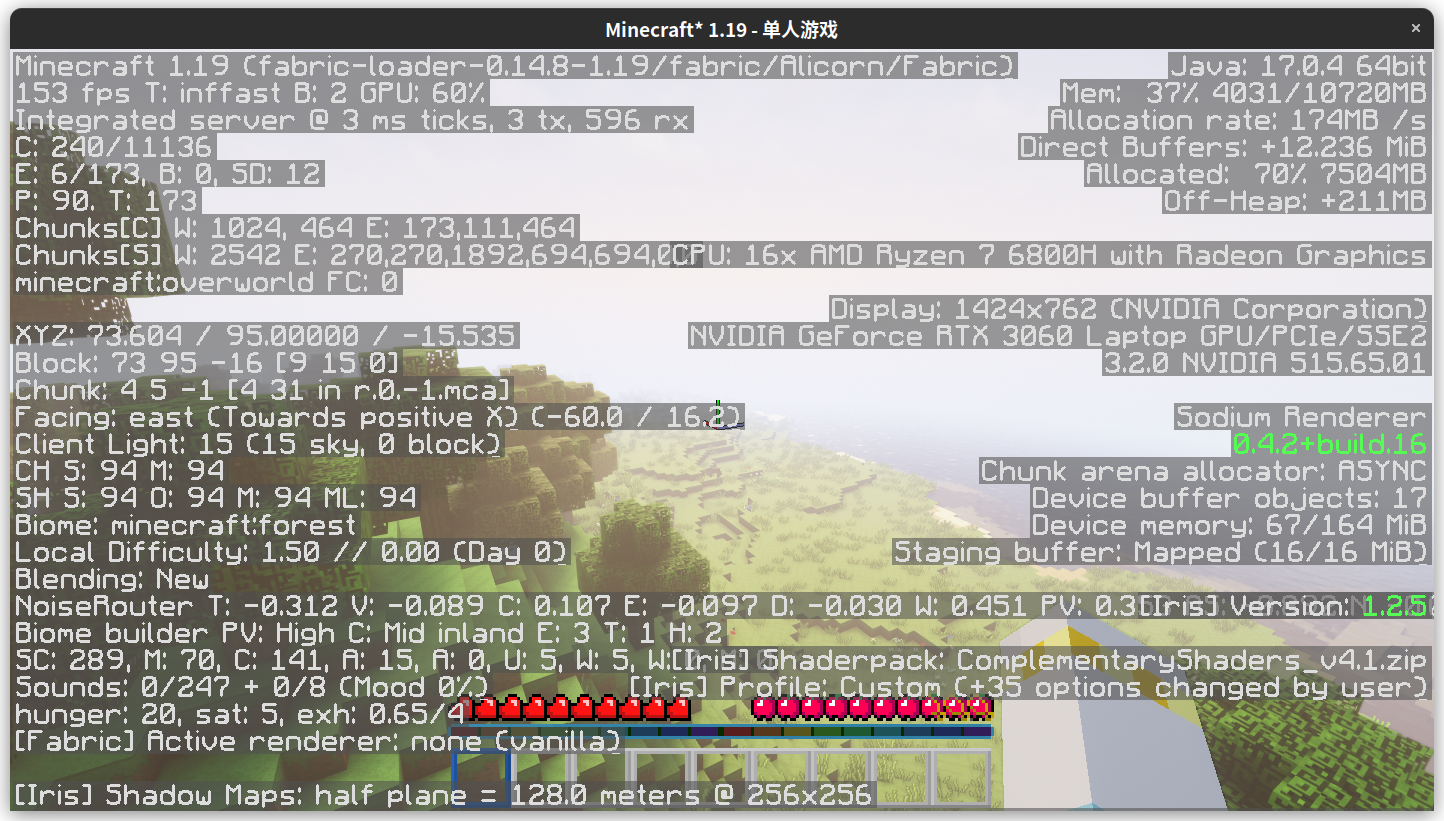 Minecraft* 1.19 - 单人游戏
Minecraft 1.19 (fabric-loader-0.14.8-1.19/fabric/Alicorn/Fabric)
153 fps T: inffast B: 2 GPU: 60%
Integrated server @ 3 ms ticks, 3 tx, 596 rx
C: 240/11136
E: 6/173, B: 0, SD: 12
P: 90. T: 173
Chunks[C] W: 1024, 464 E: 173,111,464
Chunks[S] W: 2542 E: 270,270,1892,694,694,0
minecraft:overworld FC: 0
XYZ: 73.604 / 95.00000 / -15.535
Block: 73 95 -16 [9 15 0]
Chunk: 4 5 -1 [4 31 in r.0.-1.mca]
Facing: east (Towards positive X) (-60.0 / 16.2)
Client Light: 15 (15 sky, 0 block)
CH S: 94 M: 94
SH S: 94 O: 94 M: 94 ML: 94
Biome: minecraft:forest
Local Difficulty: 1.50 // 0.00 (Day 0)
Blending: New
NoiseRouter T: -0.312 V: -0.089 C: 0.107 E: -0.097 D: -0.030 W: 0.451 PV:
Biome builder PV: High C: Mid inland E: 3 T: 1 H: 2
SC: 289, M: 70, C: 141, A: 15, A: 0, U: 5, W: 5, W:
Sounds: 0/247 + 0/8 (Mood 0%)
hunger: 20, sat: 5, exh: 0.65/4
[Fabric] Active renderer: none (vanilla)
[Iris] Shadow Maps: half plane = 128.0 meters @ 256x256
Java: 17.0.4 64bit
Mem: 37% 4031/10720MB
Allocation rate: 174MB /s
Direct Buffers: +12.236 MiB
Allocated: 70% 7504MB
Off-Heap: +211MB
CPU: 16x AMD Ryzen 7 6800H with Radeon Graphics
Display: 1424x762 (NVIDIA Corporation)
NVIDIA GeForce RTX 3060 Laptop GPU/PCIe/SSE2
3.2.0 NVIDIA 515.65.01
Sodium Renderer
0.4.2+build.16
Chunk arena allocator: ASYNC
Device buffer objects: 17
Device memory: 67/164 MiB
Staging buffer: Mapped (16/16 MiB)
[Iris] Version: 1.2.5
[Iris] Shaderpack: ComplementaryShaders_v4.1.zip
[Iris] Profile: Custom (+35 options changed by user)